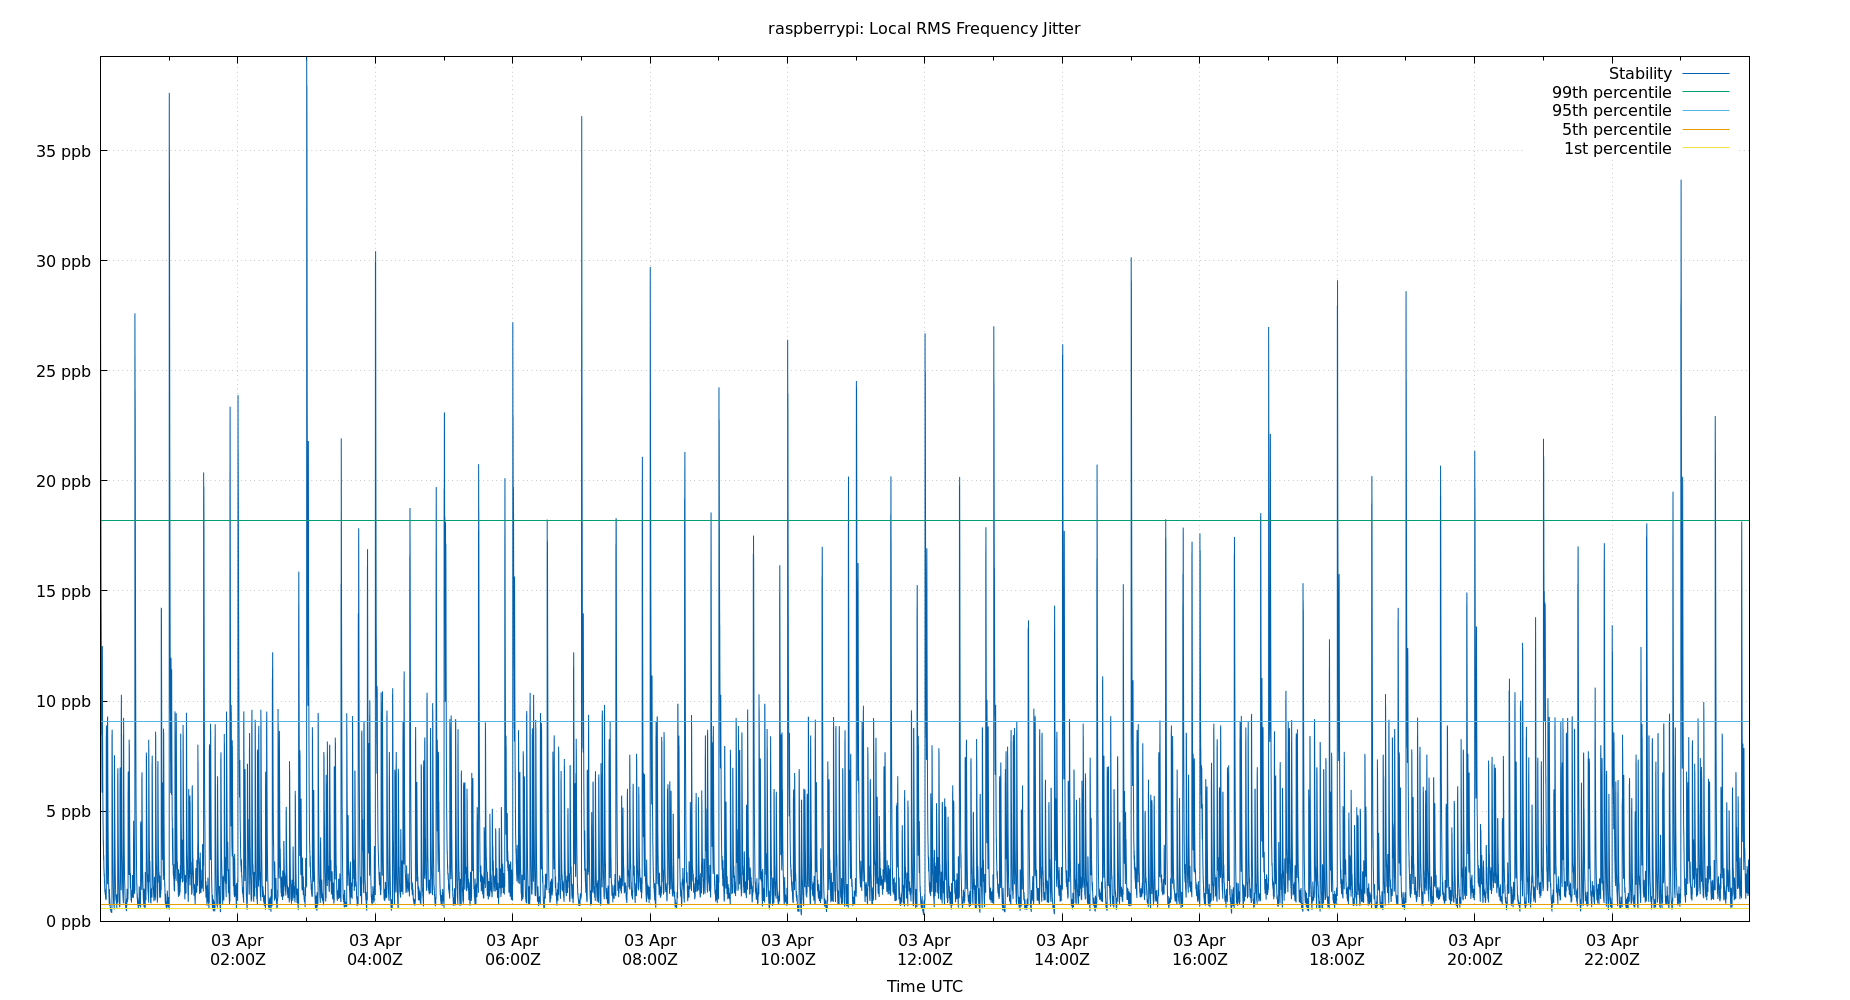 raspberrypi: Local RMS Frequency Jitter
Stability
99th percentile
95th percentile
5th percentile
1st percentile
35 ppb
30 ppb
25 ppb
20 ppb
15 ppb
10 ppb
5 ppb
0 ppb
03 Apr 03 Apr 03 Apr 03 Apr 03 Apr 03 Apr 03 Apr 03 Apr 03 Apr 03 Apr 03 Apr
02:00Z 04:00Z 06:00Z 08:00Z 10:00Z 12:00Z 14:00Z 16:00Z 18:00Z 20:00Z 22:00Z
Time UTC